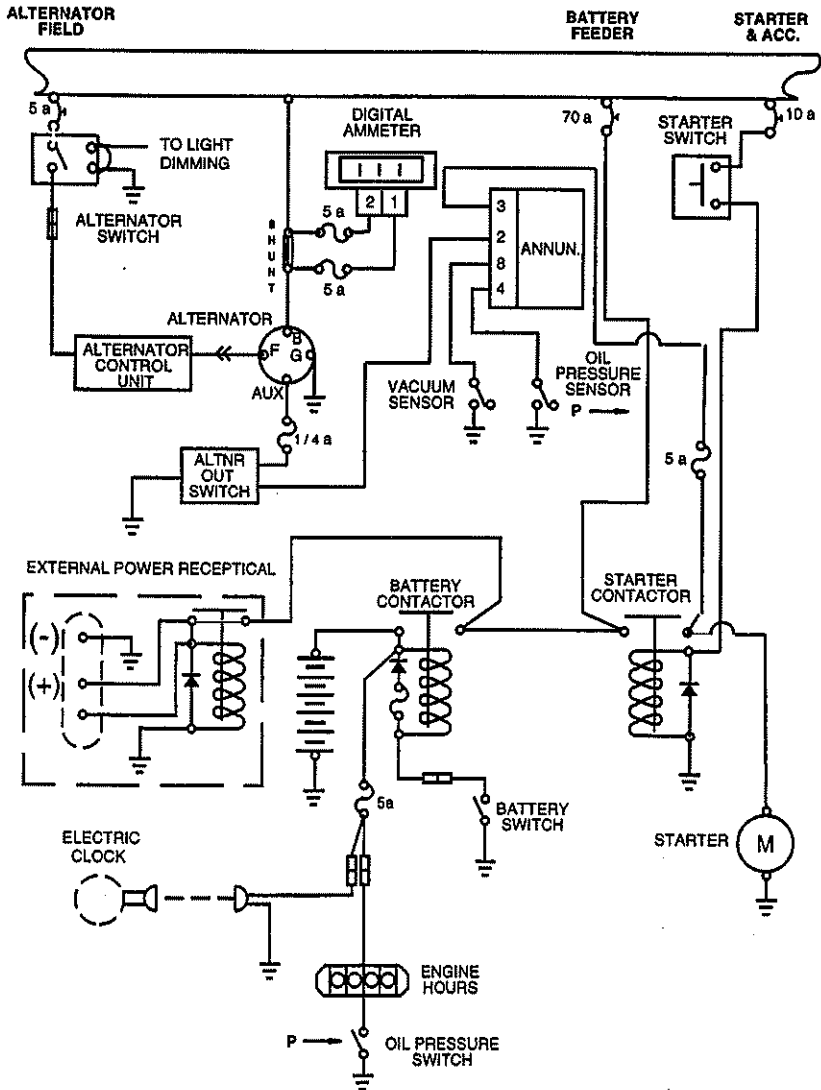 ALTERNATOR
FIELD
BATTERY
FEEDER
STARTER
& ACC.
5 a
TO LIGHT
DIMMING
DIGITAL
AMMETER
70 a
STARTER
SWITCH
10 a
ALTERNATOR
SWITCH
SHUNT
5 a
2 1
5 a
3
2
8
4
ANNUN.
ALTERNATOR
B
F
G
AUX
ALTERNATOR
CONTROL
UNIT
VACUUM
SENSOR
OIL
PRESSURE
SENSOR
P
1/4 a
5 a
ALTNR
OUT
SWITCH
EXTERNAL POWER RECEPTICAL
BATTERY
CONTACTOR
STARTER
CONTACTOR
(-)
(+)
5a
BATTERY
SWITCH
ELECTRIC
CLOCK
STARTER
M
ENGINE
HOURS
P
OIL PRESSURE
SWITCH